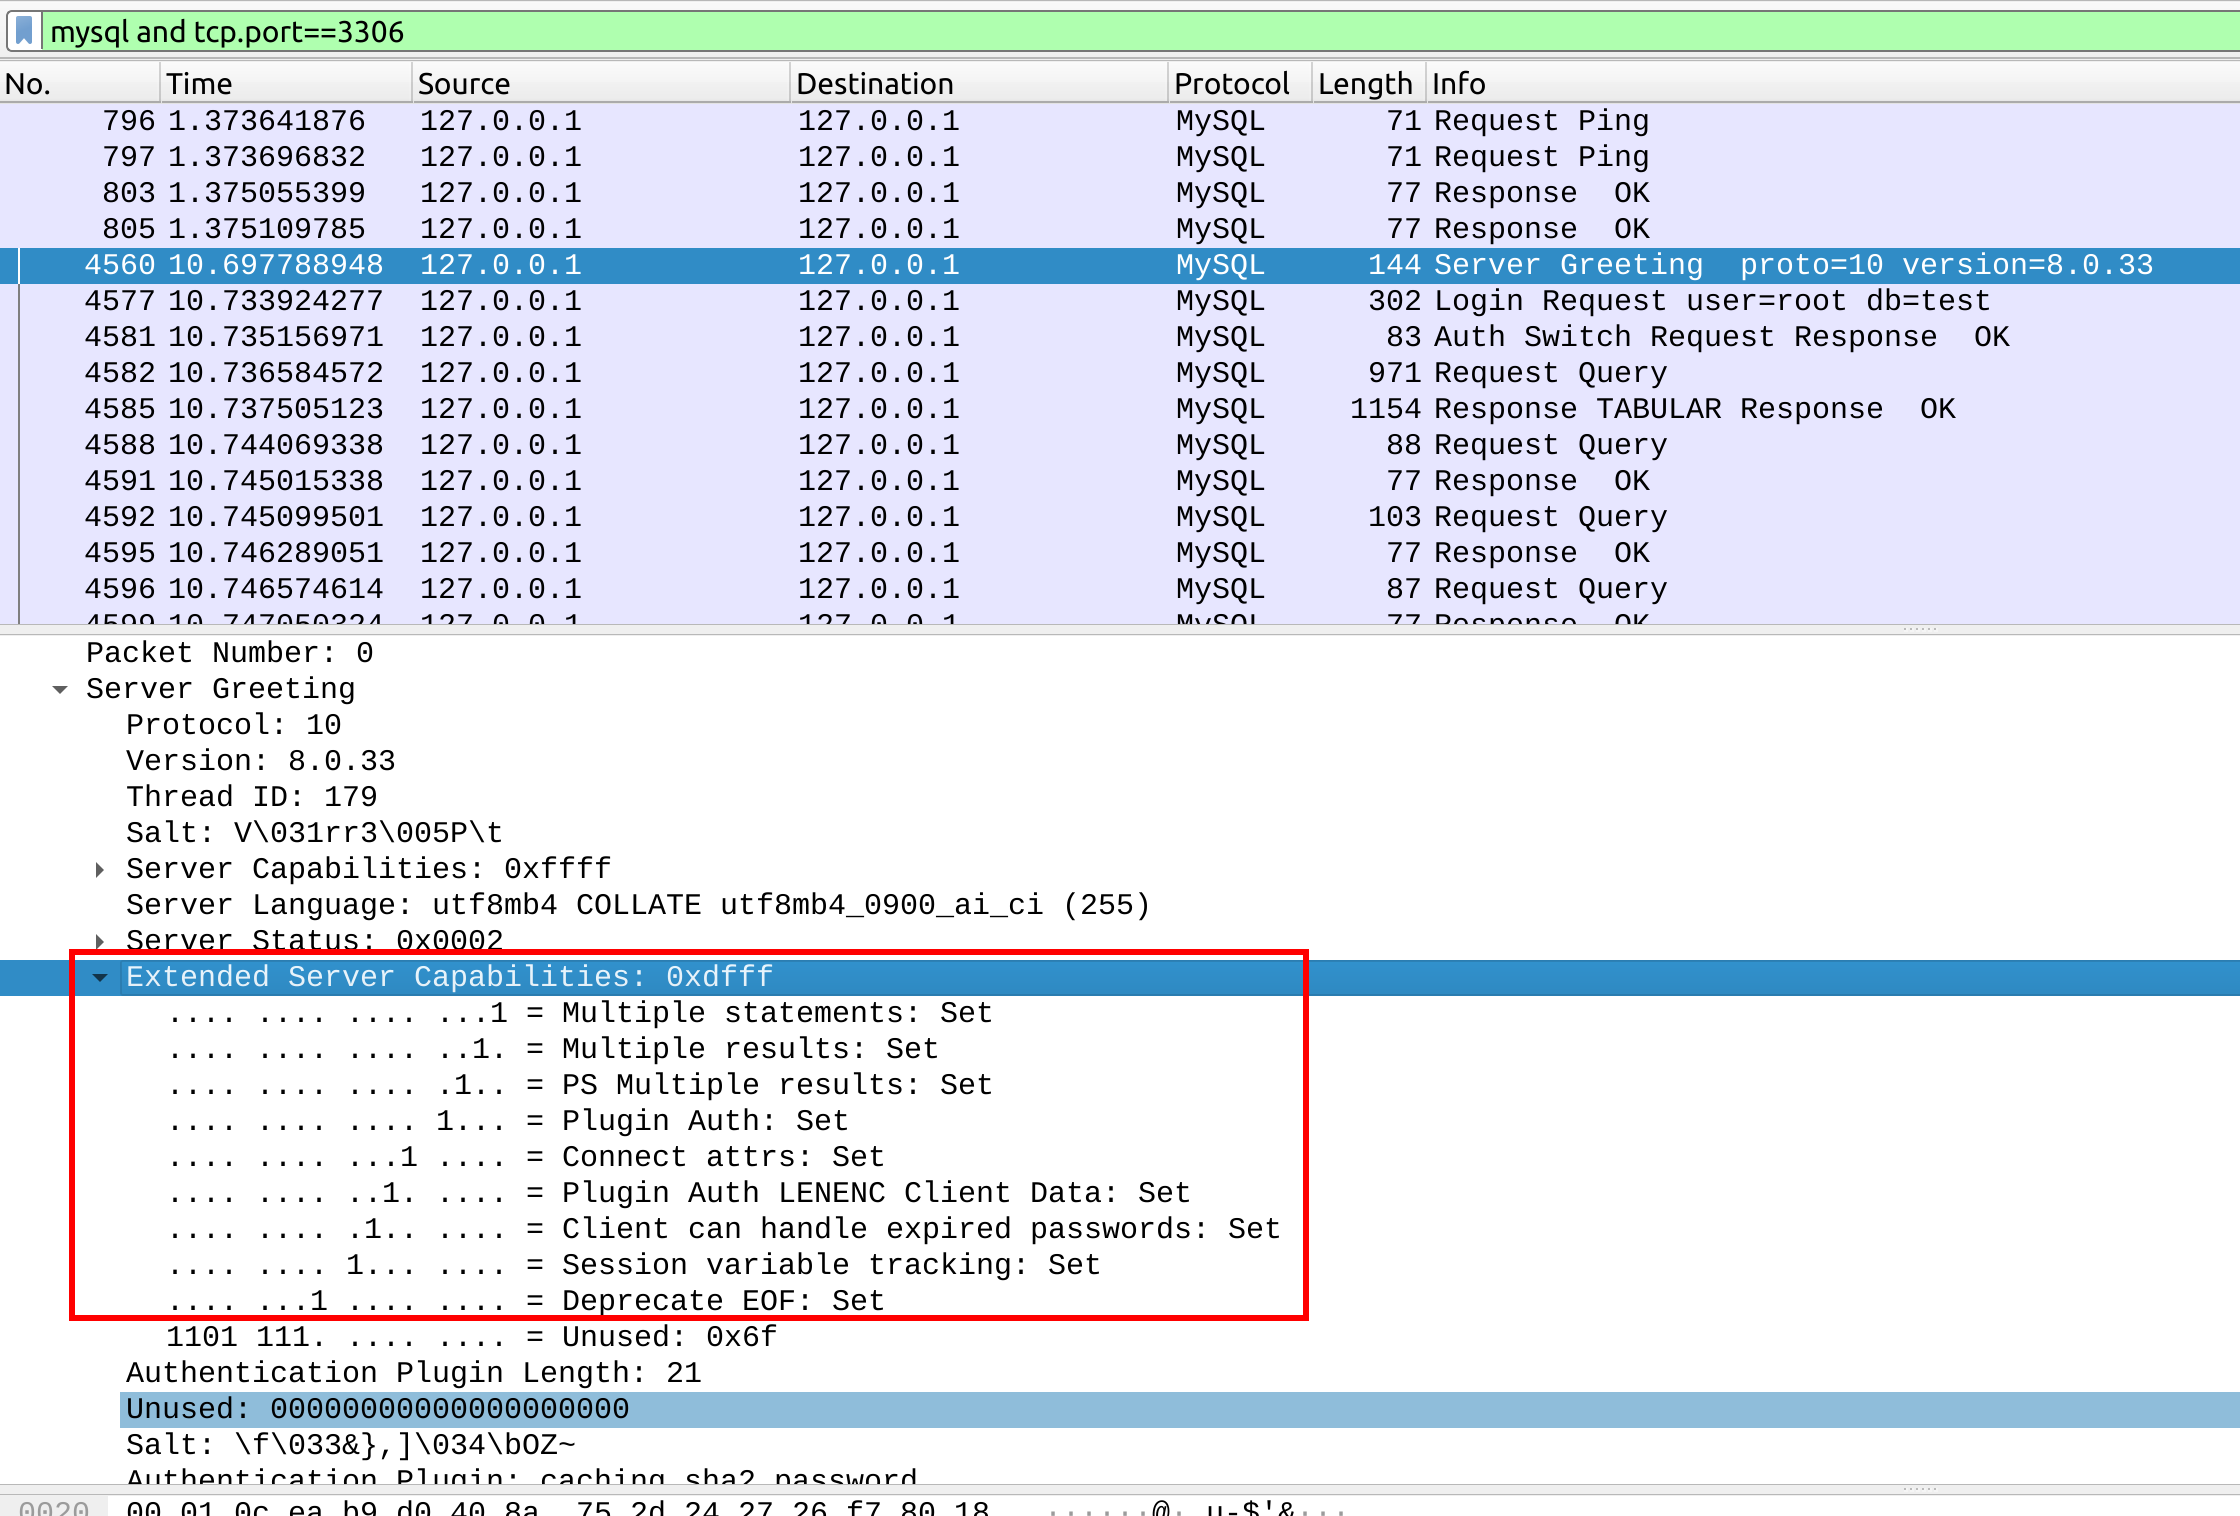 mysql and tcp.port==3306
No. Time Source Destination Protocol Length Info
796 1.373641876 127.0.0.1 127.0.0.1 MySQL 71 Request Ping
797 1.373696832 127.0.0.1 127.0.0.1 MySQL 71 Request Ping
803 1.375055399 127.0.0.1 127.0.0.1 MySQL 77 Response  OK
805 1.375109785 127.0.0.1 127.0.0.1 MySQL 77 Response  OK
4560 10.697788948 127.0.0.1 127.0.0.1 MySQL 144 Server Greeting  proto=10 version=8.0.33
4577 10.733924277 127.0.0.1 127.0.0.1 MySQL 302 Login Request user=root db=test
4581 10.735156971 127.0.0.1 127.0.0.1 MySQL 83 Auth Switch Request Response  OK
4582 10.736584572 127.0.0.1 127.0.0.1 MySQL 971 Request Query
4585 10.737505123 127.0.0.1 127.0.0.1 MySQL 1154 Response TABULAR Response  OK
4588 10.744069338 127.0.0.1 127.0.0.1 MySQL 88 Request Query
4591 10.745015338 127.0.0.1 127.0.0.1 MySQL 77 Response  OK
4592 10.745099501 127.0.0.1 127.0.0.1 MySQL 103 Request Query
4595 10.746289051 127.0.0.1 127.0.0.1 MySQL 77 Response  OK
4596 10.746574614 127.0.0.1 127.0.0.1 MySQL 87 Request Query
4599 10.747050324 127.0.0.1 127.0.0.1 MySQL 77 Response  OK
Packet Number: 0
Server Greeting
Protocol: 10
Version: 8.0.33
Thread ID: 179
Salt: V\031rr3\005P\t
Server Capabilities: 0xffff
Server Language: utf8mb4 COLLATE utf8mb4_0900_ai_ci (255)
Server Status: 0x0002
Extended Server Capabilities: 0xdfff
.... .... .... ...1 = Multiple statements: Set
.... .... .... ..1. = Multiple results: Set
.... .... .... .1.. = PS Multiple results: Set
.... .... .... 1... = Plugin Auth: Set
.... .... ...1 .... = Connect attrs: Set
.... .... ..1. .... = Plugin Auth LENENC Client Data: Set
.... .... .1.. .... = Client can handle expired passwords: Set
.... .... 1... .... = Session variable tracking: Set
.... ...1 .... .... = Deprecate EOF: Set
1101 111. .... .... = Unused: 0x6f
Authentication Plugin Length: 21
Unused: 00000000000000000000
Salt: \f\033&},]\034\bOZ~
Authentication Plugin: caching_sha2_password
0020 00 01 0c ea b9 d0 40 8a 75 2d 24 27 26 f7 80 18 ······@· u-$'&···